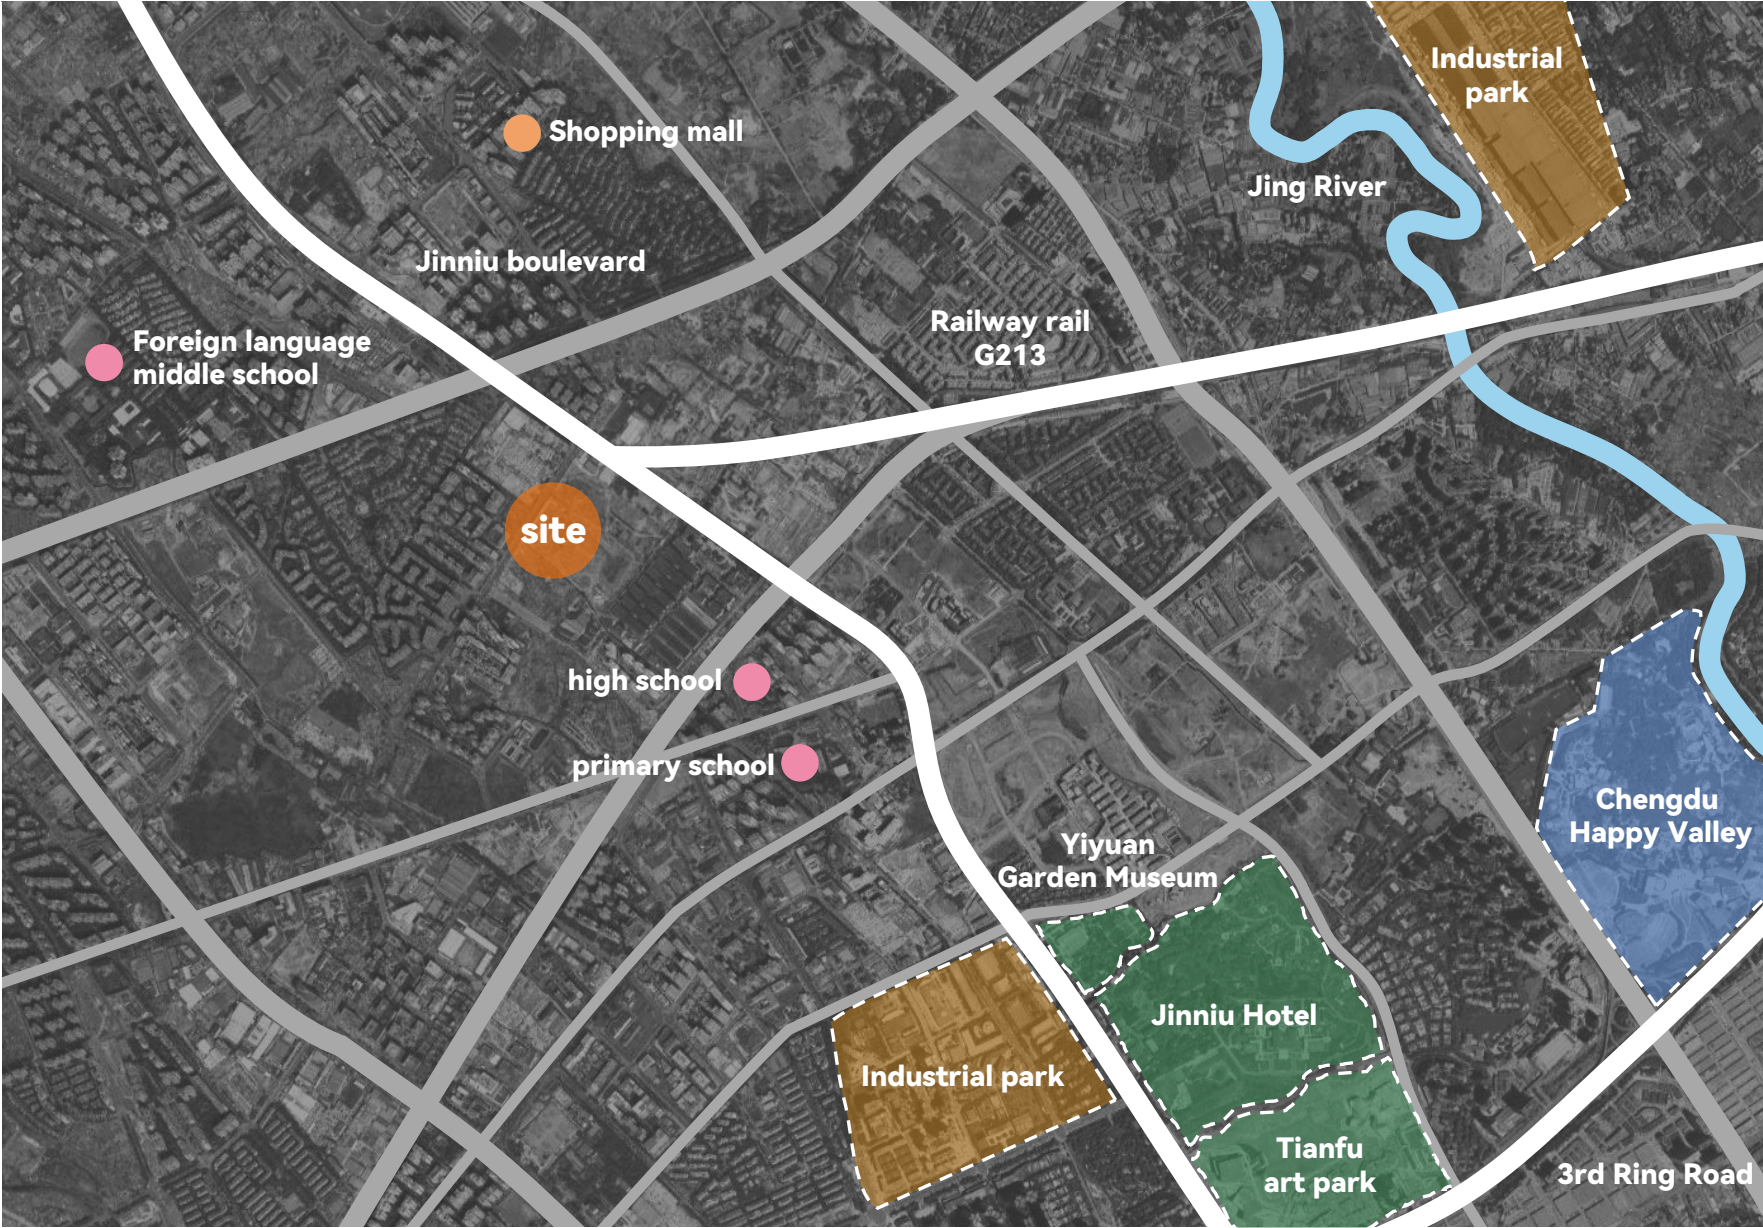 Industrial
park
Shopping mall
Jing River
Jinniu boulevard
Railway rail
G213
Foreign language
middle school
site
high school
primary school
Chengdu
Happy Valley
Yiyuan
Garden Museum
Jinniu Hotel
Industrial park
Tianfu
art park
3rd Ring Road